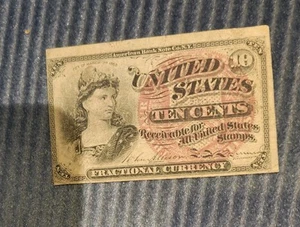 American Bank Note Co. N.Y.
10
UNITED
STATES
TEN CENTS
Receivable for
All United States
Stamps.
FRACTIONAL CURRENCY